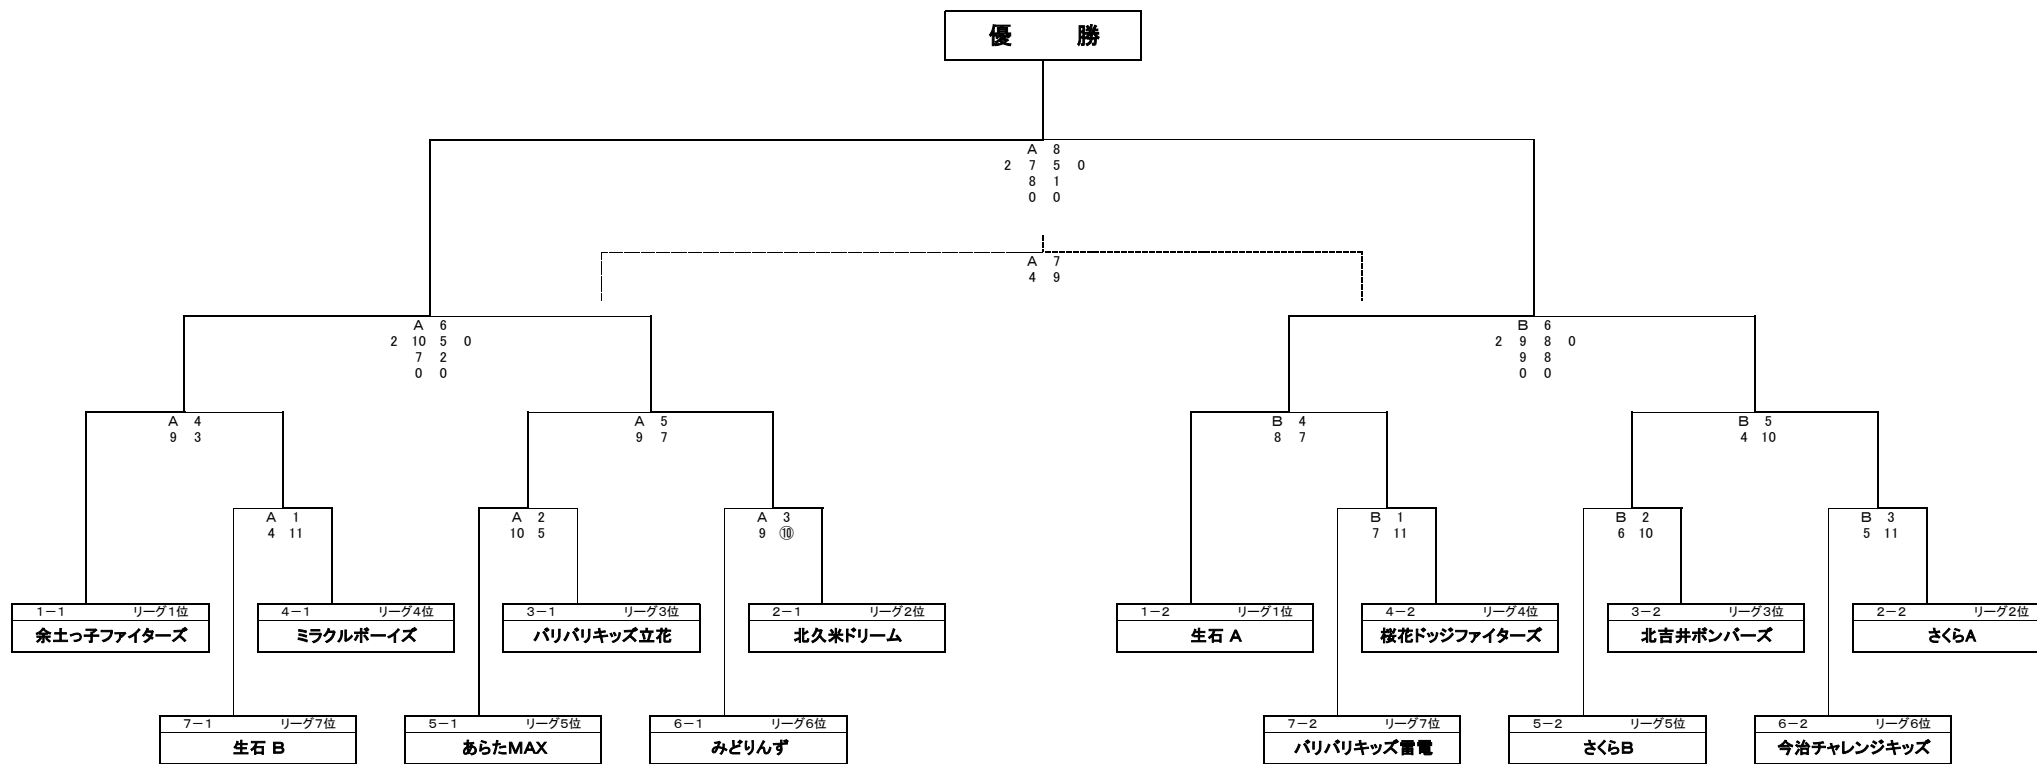 優　勝
A 8
2 7 5 0
8 1
0 0
A 7
4 9
A 6
2 10 5 0
7 2
0 0
B 6
2 9 8 0
9 8
0 0
A 4
9 3
A 5
9 7
B 4
8 7
B 5
4 10
A 1
4 11
A 2
10 5
A 3
9 ⑩
B 1
7 11
B 2
6 10
B 3
5 11
1－1 リーグ1位
余土っ子ファイターズ
4－1 リーグ4位
ミラクルボーイズ
3－1 リーグ3位
バリバリキッズ立花
2－1 リーグ2位
北久米ドリーム
1－2 リーグ1位
生石 A
4－2 リーグ4位
桜花ドッジファイターズ
3－2 リーグ3位
北吉井ボンバーズ
2－2 リーグ2位
さくらA
7－1 リーグ7位
生石 B
5－1 リーグ5位
あらたMAX
6－1 リーグ6位
みどりんず
7－2 リーグ7位
バリバリキッズ雷電
5－2 リーグ5位
さくらB
6－2 リーグ6位
今治チャレンジキッズ